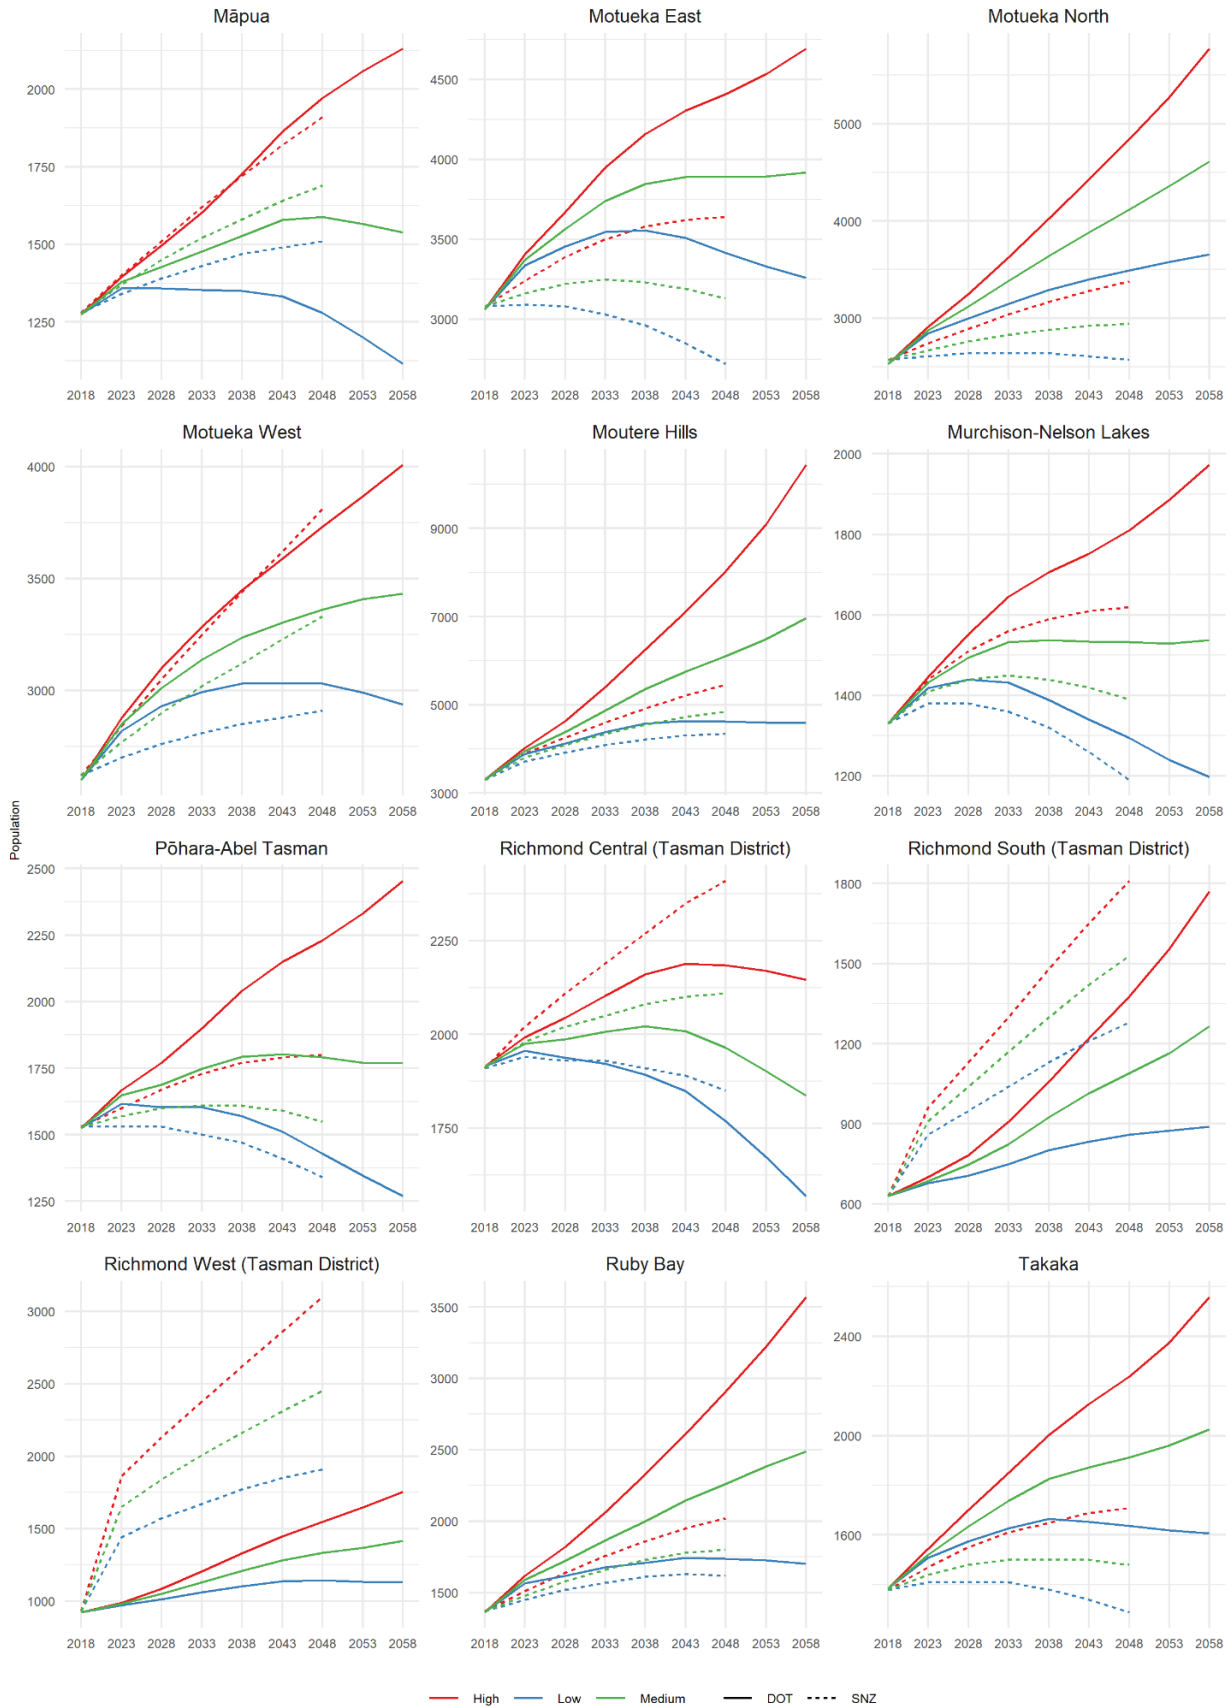 Māpua
Motueka East
Motueka North
2000
1750
1500
1250
4500
4000
3500
3000
5000
4000
3000
2018 2023 2028 2033 2038 2043 2048 2053 2058
2018 2023 2028 2033 2038 2043 2048 2053 2058
2018 2023 2028 2033 2038 2043 2048 2053 2058
Motueka West
Moutere Hills
Murchison-Nelson Lakes
4000
3500
3000
9000
7000
5000
3000
2000
1800
1600
1400
1200
2018 2023 2028 2033 2038 2043 2048 2053 2058
2018 2023 2028 2033 2038 2043 2048 2053 2058
2018 2023 2028 2033 2038 2043 2048 2053 2058
Population
Pōhara-Abel Tasman
Richmond Central (Tasman District)
Richmond South (Tasman District)
2500
2250
2000
1750
1500
1250
2250
2000
1750
1800
1500
1200
900
600
2018 2023 2028 2033 2038 2043 2048 2053 2058
2018 2023 2028 2033 2038 2043 2048 2053 2058
2018 2023 2028 2033 2038 2043 2048 2053 2058
Richmond West (Tasman District)
Ruby Bay
Takaka
3000
2500
2000
1500
1000
3500
3000
2500
2000
1500
2400
2000
1600
2018 2023 2028 2033 2038 2043 2048 2053 2058
2018 2023 2028 2033 2038 2043 2048 2053 2058
2018 2023 2028 2033 2038 2043 2048 2053 2058
High Low Medium DOT SNZ